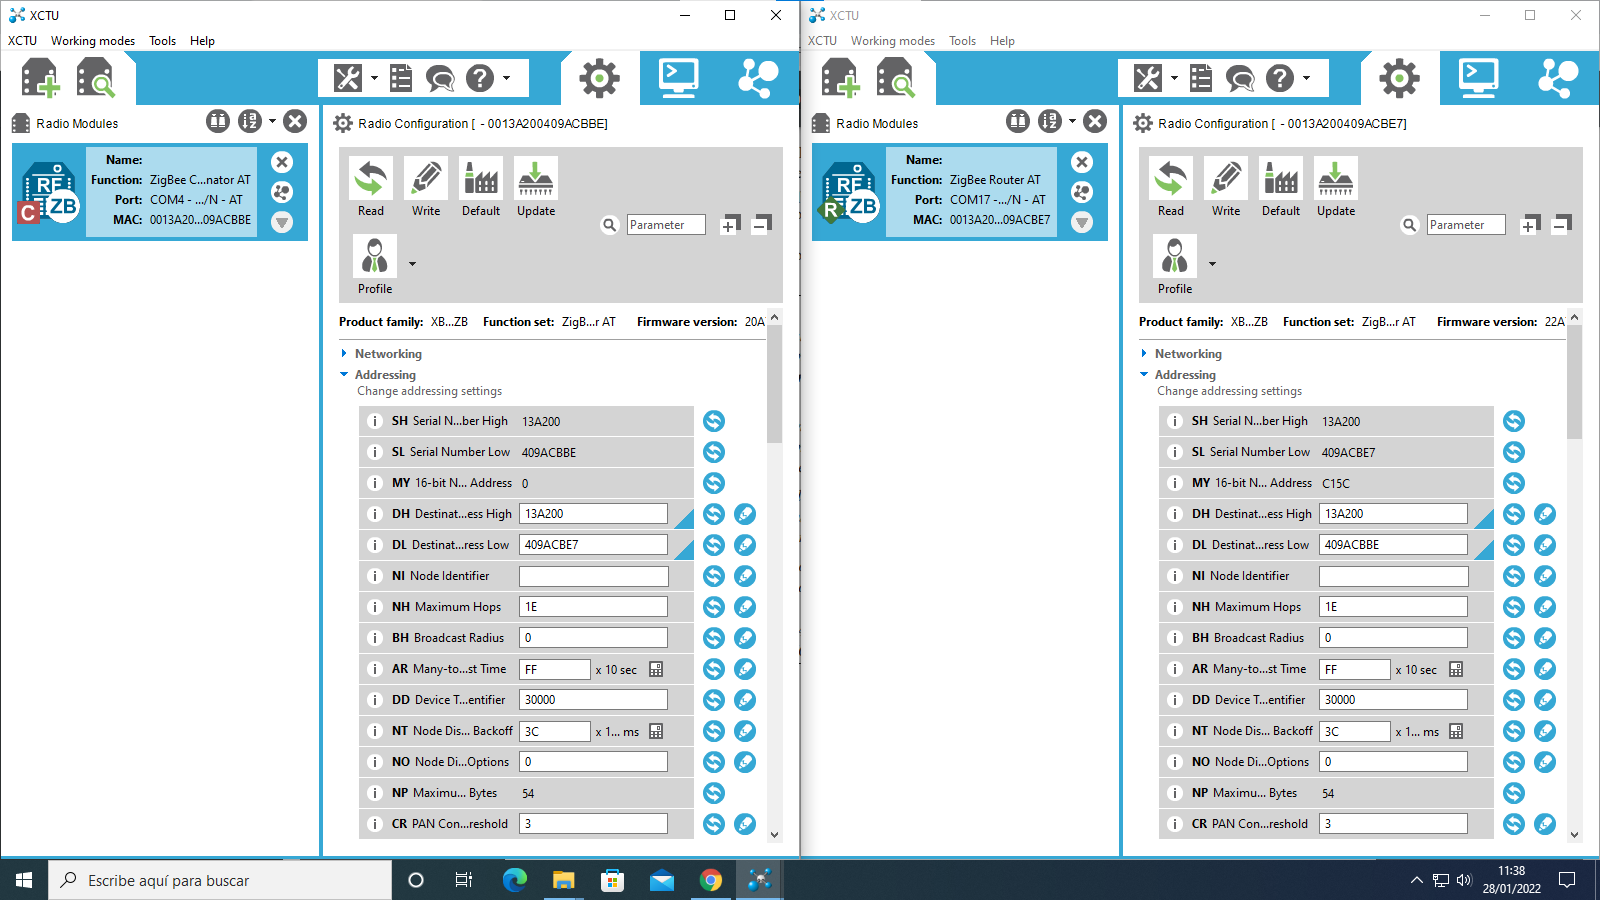 XCTU
XCTU Working modes Tools Help
Radio Modules
Name:
Function: ZigBee C...nator AT
Port: COM4 - .../N - AT
MAC: 0013A20...09ACBBE
C RF ZB
Radio Configuration [ - 0013A200409ACBBE]
Read Write Default Update
Parameter
Profile
Product family: XB...ZB Function set: ZigB...r AT Firmware version: 20A
Networking
Addressing
Change addressing settings
i SH Serial N...ber High 13A200
i SL Serial Number Low 409ACBBE
i MY 16-bit N... Address 0
i DH Destinat...ess High 13A200
i DL Destinat...ress Low 409ACBE7
i NI Node Identifier
i NH Maximum Hops 1E
i BH Broadcast Radius 0
i AR Many-to...st Time FF x 10 sec
i DD Device T...entifier 30000
i NT Node Dis... Backoff 3C x 1... ms
i NO Node Di...Options 0
i NP Maximu... Bytes 54
i CR PAN Con...reshold 3
XCTU
XCTU Working modes Tools Help
Radio Modules
Name:
Function: ZigBee Router AT
Port: COM17 -.../N - AT
MAC: 0013A20...09ACBE7
R RF ZB
Radio Configuration [ - 0013A200409ACBE7]
Read Write Default Update
Parameter
Profile
Product family: XB...ZB Function set: ZigB...r AT Firmware version: 22A
Networking
Addressing
Change addressing settings
i SH Serial N...ber High 13A200
i SL Serial Number Low 409ACBE7
i MY 16-bit N... Address C15C
i DH Destinat...ess High 13A200
i DL Destinat...ress Low 409ACBBE
i NI Node Identifier
i NH Maximum Hops 1E
i BH Broadcast Radius 0
i AR Many-to...st Time FF x 10 sec
i DD Device T...entifier 30000
i NT Node Dis... Backoff 3C x 1... ms
i NO Node Di...Options 0
i NP Maximu... Bytes 54
i CR PAN Con...reshold 3
Escribe aquí para buscar
11:38
28/01/2022